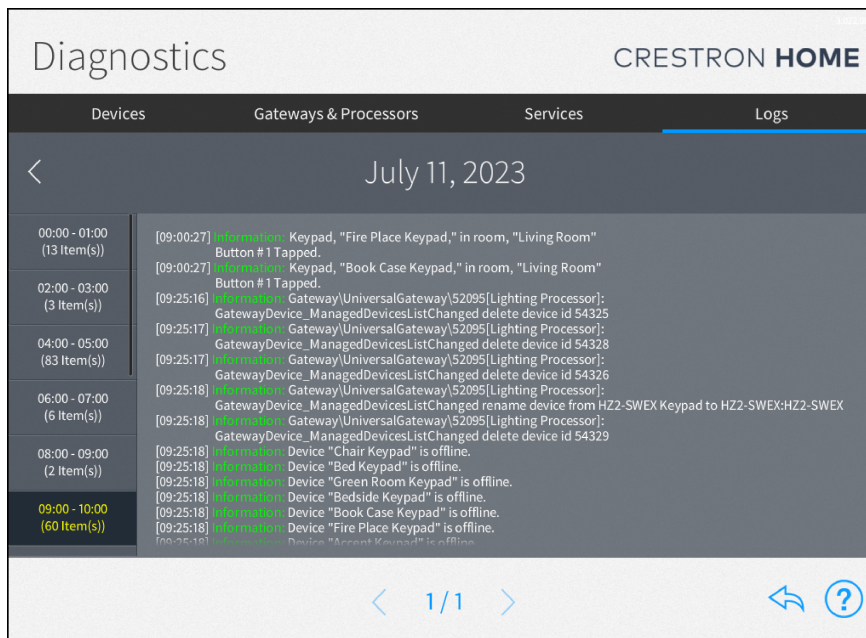 Diagnostics
CRESTRON HOME
Devices
Gateways & Processors
Services
Logs
July 11, 2023
00:00 - 01:00
(13 Item(s))
02:00 - 03:00
(3 Item(s))
04:00 - 05:00
(83 Item(s))
06:00 - 07:00
(6 Item(s))
08:00 - 09:00
(2 Item(s))
09:00 - 10:00
(60 Item(s))
[09:00:27] Information: Keypad, "Fire Place Keypad," in room, "Living Room"
Button # 1 Tapped.
[09:00:27] Information: Keypad, "Book Case Keypad," in room, "Living Room"
Button # 1 Tapped.
[09:25:16] Information: Gateway\UniversalGateway\52095[Lighting Processor]:
GatewayDevice_ManagedDevicesListChanged delete device id 54325
[09:25:17] Information: Gateway\UniversalGateway\52095[Lighting Processor]:
GatewayDevice_ManagedDevicesListChanged delete device id 54328
[09:25:17] Information: Gateway\UniversalGateway\52095[Lighting Processor]:
GatewayDevice_ManagedDevicesListChanged delete device id 54326
[09:25:18] Information: Gateway\UniversalGateway\52095[Lighting Processor]:
GatewayDevice_ManagedDevicesListChanged rename device from HZ2-SWEX Keypad to HZ2-SWEX:HZ2-SWEX
[09:25:18] Information: Gateway\UniversalGateway\52095[Lighting Processor]:
GatewayDevice_ManagedDevicesListChanged delete device id 54329
[09:25:18] Information: Device "Chair Keypad" is offline.
[09:25:18] Information: Device "Bed Keypad" is offline.
[09:25:18] Information: Device "Green Room Keypad" is offline.
[09:25:18] Information: Device "Bedside Keypad" is offline.
[09:25:18] Information: Device "Book Case Keypad" is offline.
[09:25:18] Information: Device "Fire Place Keypad" is offline.
[09:25:18] Information: Device "Accent Keypad" is offline.
1 / 1
?